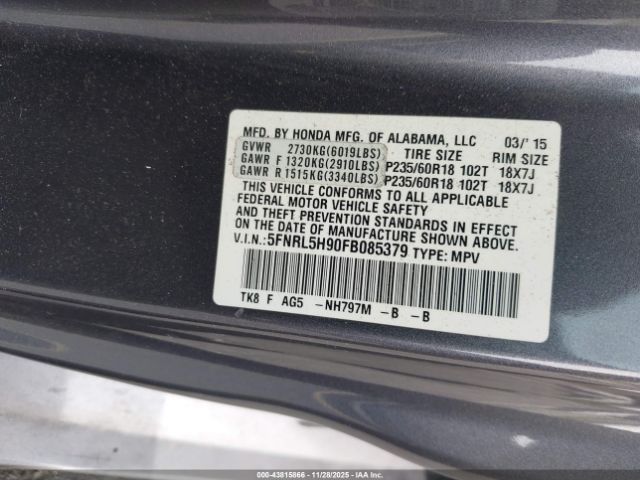 MFD. BY HONDA MFG. OF ALABAMA, LLC 03/'15
GVWR 2730KG(6019LBS) TIRE SIZE RIM SIZE
GAWR F 1320KG(2910LBS) P235/60R18 102T 18X7J
GAWR R 1515KG(3340LBS) P235/60R18 102T 18X7J
THIS VEHICLE CONFORMS TO ALL APPLICABLE
FEDERAL MOTOR VEHICLE SAFETY
AND THEFT PREVENTION STANDARDS IN EFFECT
ON THE DATE OF MANUFACTURE SHOWN ABOVE.
V.I.N.: 5FNRL5H90FB085379 TYPE: MPV
TK8 F AG5 -NH797M -B -B
000-43815866 | 11/28/2025 - IAA